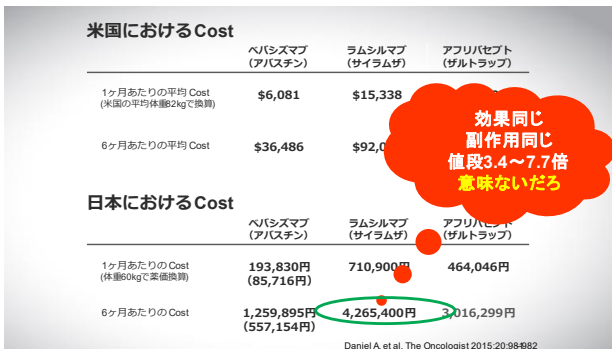 米国におけるCost
ベバシズマブ ラムシルマブ アフリバセプト
（アバスチン） （サイラムザ） （ザルトラップ）
1ヶ月あたりの平均 Cost $6,081 $15,338
(米国の平均体重82kgで換算)
6ヶ月あたりの平均 Cost $36,486 $92,0
効果同じ
副作用同じ
値段3.4～7.7倍
意味ないだろ
日本におけるCost
ベバシズマブ ラムシルマブ アフリバセプト
（アバスチン） （サイラムザ） （ザルトラップ）
1ヶ月あたりの Cost 193,830円 710,900円 464,046円
(体重60kgで薬価換算) （85,716円）
6ヶ月あたりのCost 1,259,895円 4,265,400円 3,016,299円
（557,154円）
Daniel A, et al. The Oncologist 2015;20:981-982